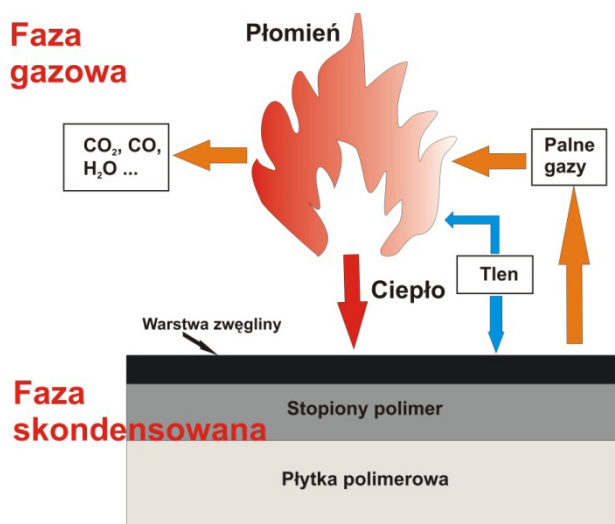 Faza
gazowa
Płomień
CO₂, CO,
H₂O ...
Palne
gazy
Tlen
Ciepło
Warstwa zwęgliny
Faza
skondensowana
Stopiony polimer
Płytka polimerowa